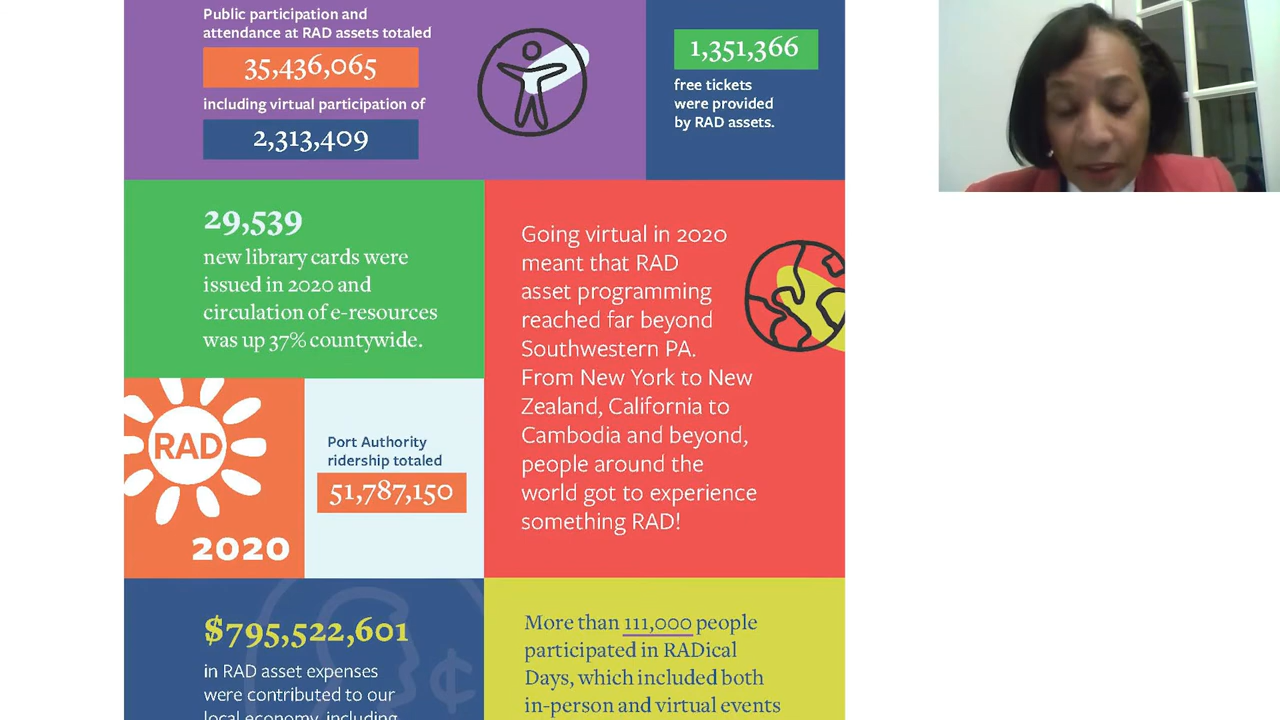 Public participation and
attendance at RAD assets totaled
35,436,065
including virtual participation of
2,313,409
1,351,366
free tickets
were provided
by RAD assets.
29,539
new library cards were
issued in 2020 and
circulation of e-resources
was up 37% countywide.
Going virtual in 2020
meant that RAD
asset programming
reached far beyond
Southwestern PA.
From New York to New
Zealand, California to
Cambodia and beyond,
people around the
world got to experience
something RAD!
RAD
2020
Port Authority
ridership totaled
51,787,150
$795,522,601
in RAD asset expenses
were contributed to our
local economy, including
More than 111,000 people
participated in RADical
Days, which included both
in-person and virtual events